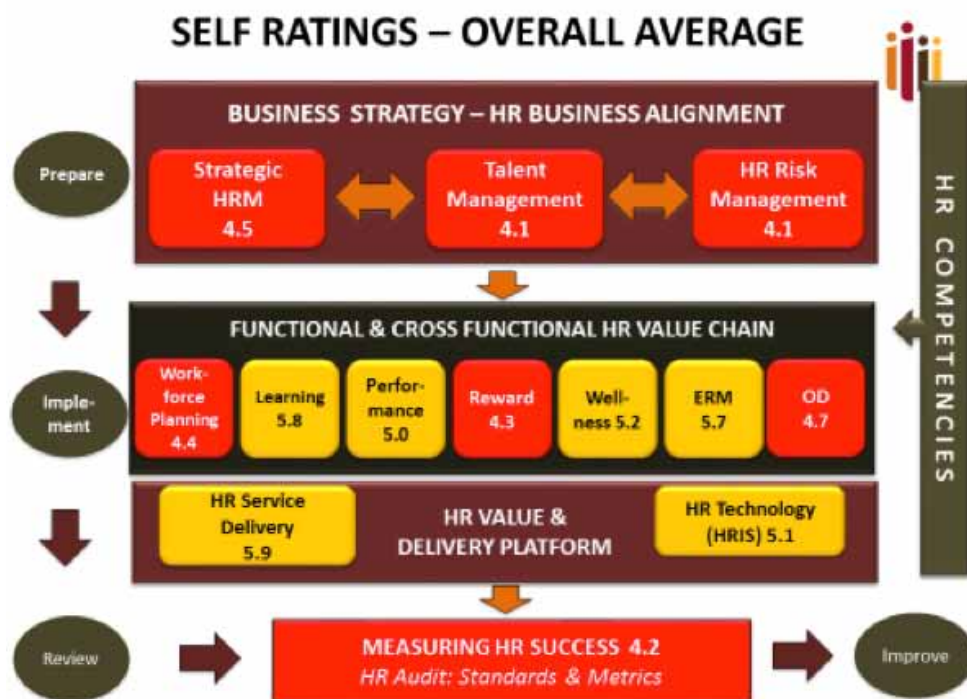 SELF RATINGS – OVERALL AVERAGE
BUSINESS STRATEGY – HR BUSINESS ALIGNMENT
Prepare
Strategic
HRM
4.5
Talent
Management
4.1
HR Risk
Management
4.1
HR COMPETENCIES
FUNCTIONAL & CROSS FUNCTIONAL HR VALUE CHAIN
Imple-
ment
Work-
force
Planning
4.4
Learning
5.8
Perfor-
mance
5.0
Reward
4.3
Well-
ness 5.2
ERM
5.7
OD
4.7
HR Service
Delivery
5.9
HR VALUE &
DELIVERY PLATFORM
HR Technology
(HRIS) 5.1
Review
MEASURING HR SUCCESS 4.2
HR Audit: Standards & Metrics
Improve